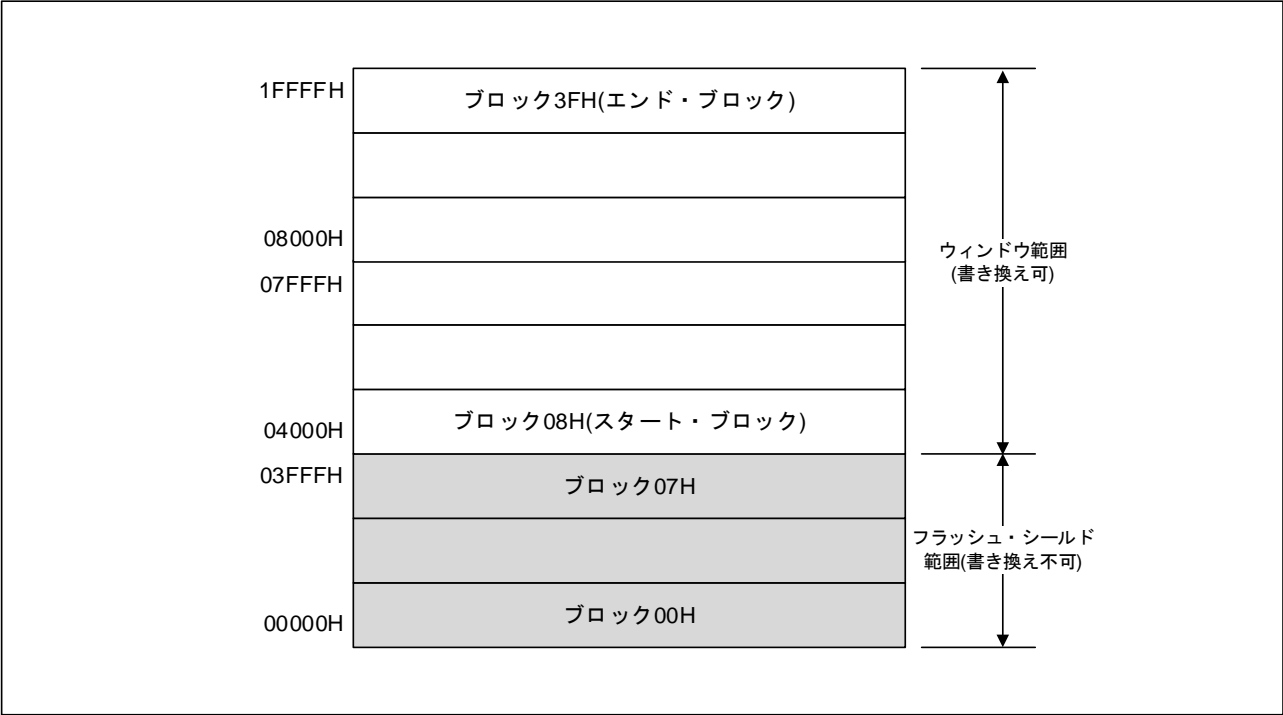 1FFFFH
ブロック3FH(エンド・ブロック)
08000H
07FFFH
ウィンドウ範囲
(書き換え可)
04000H
ブロック08H(スタート・ブロック)
03FFFH
ブロック07H
フラッシュ・シールド
範囲(書き換え不可)
00000H
ブロック00H